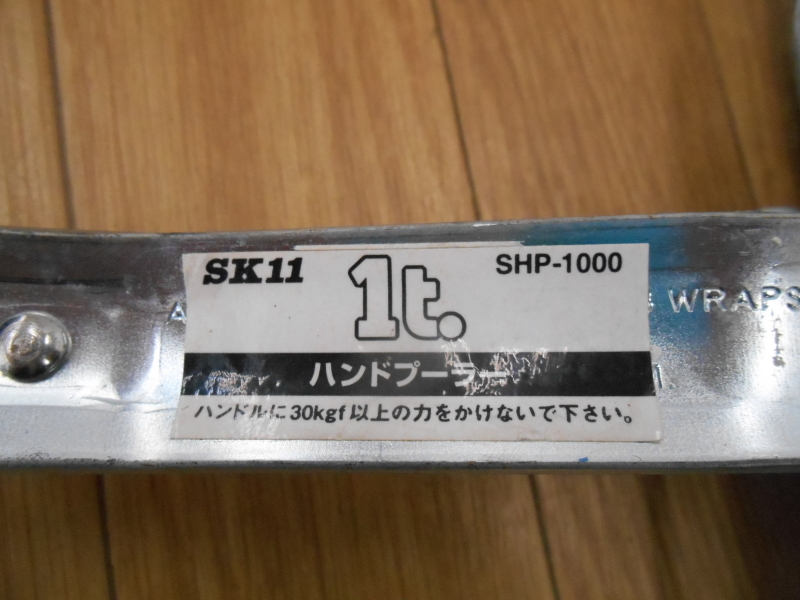 SK11
1t.
SHP-1000
WRAPS
ハンドプーラー
ハンドルに30kgf以上の力をかけないで下さい。